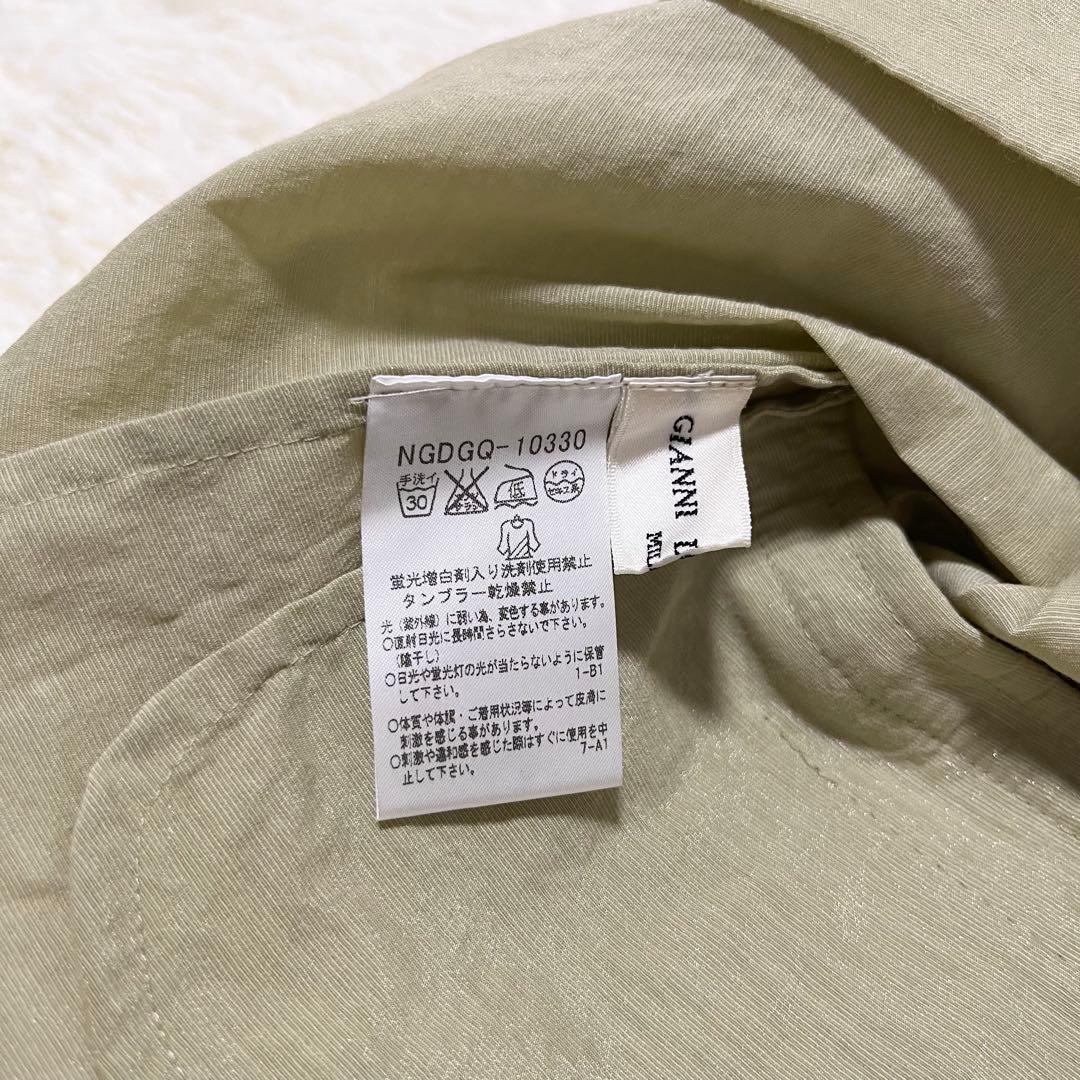 NGDGQ-10330
手洗イ
30
サラシ
低
ドライ
セキユ系
蛍光増白剤入り洗剤使用禁止
タンブラー乾燥禁止
光(紫外線)に弱い為、変色する事があります。
○直射日光に長時間さらさないで下さい。
(陰干し)
○日光や蛍光灯の光が当たらないように保管
して下さい。 1-B1
○体質や体調・ご着用状況等によって皮膚に
刺激を感じる事があります。
○刺激や違和感を感じた際はすぐに使用を中
止して下さい。 7-A1
GIANNI
MIL